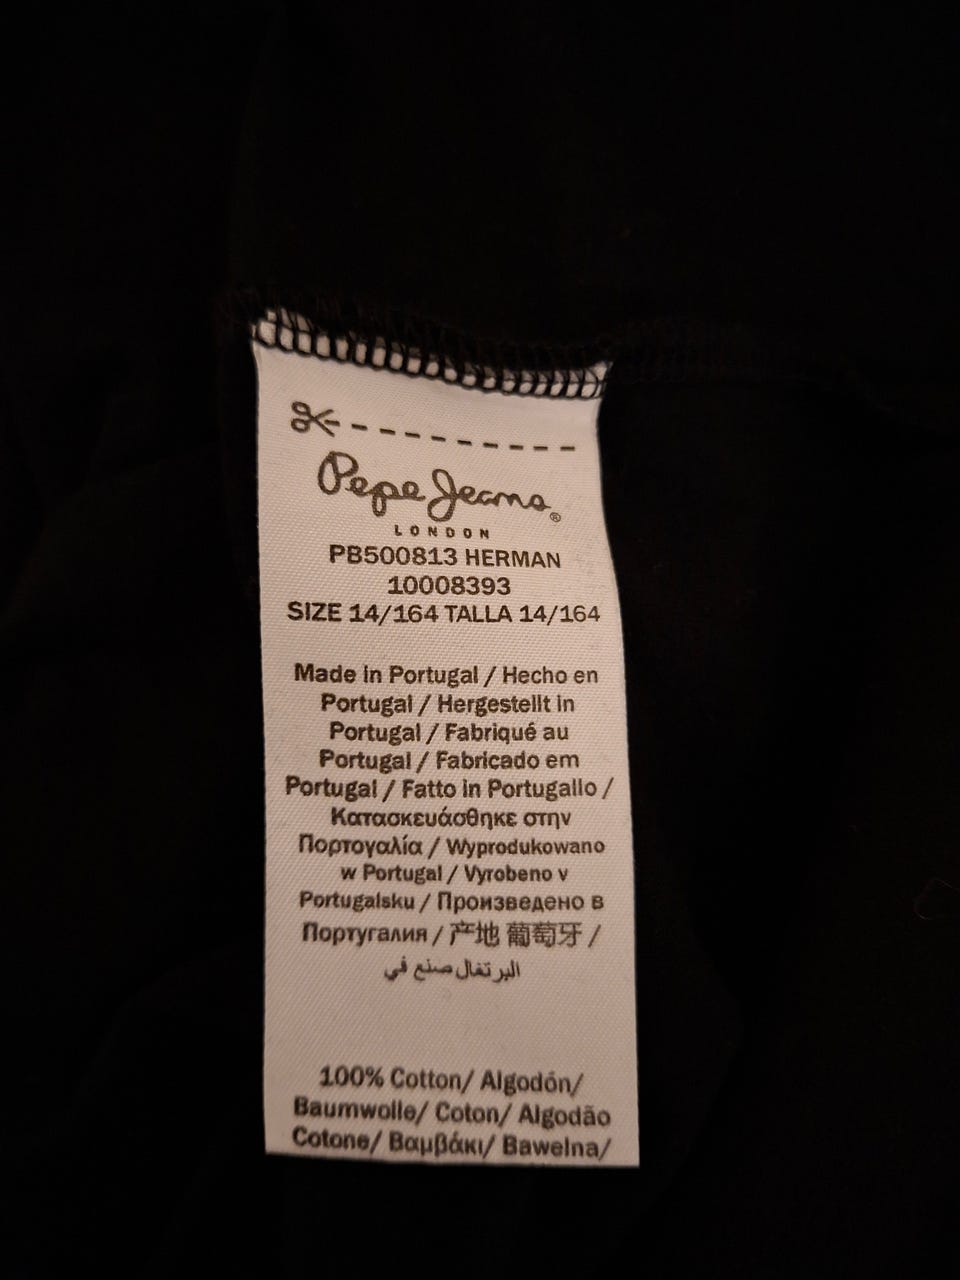 Pepe Jeans®
LONDON
PB500813 HERMAN
10008393
SIZE 14/164 TALLA 14/164
Made in Portugal / Hecho en
Portugal / Hergestellt in
Portugal / Fabriqué au
Portugal / Fabricado em
Portugal / Fatto in Portugallo /
Κατασκευάσθηκε στην
Πορτογαλία / Wyprodukowano
w Portugal / Vyrobeno v
Portugalsku / Произведено в
Португалия / 产地 葡萄牙 /
البرتغال صنع في
100% Cotton/ Algodón/
Baumwolle/ Coton/ Algodão
Cotone/ Βαμβάκι/ Bawelna/